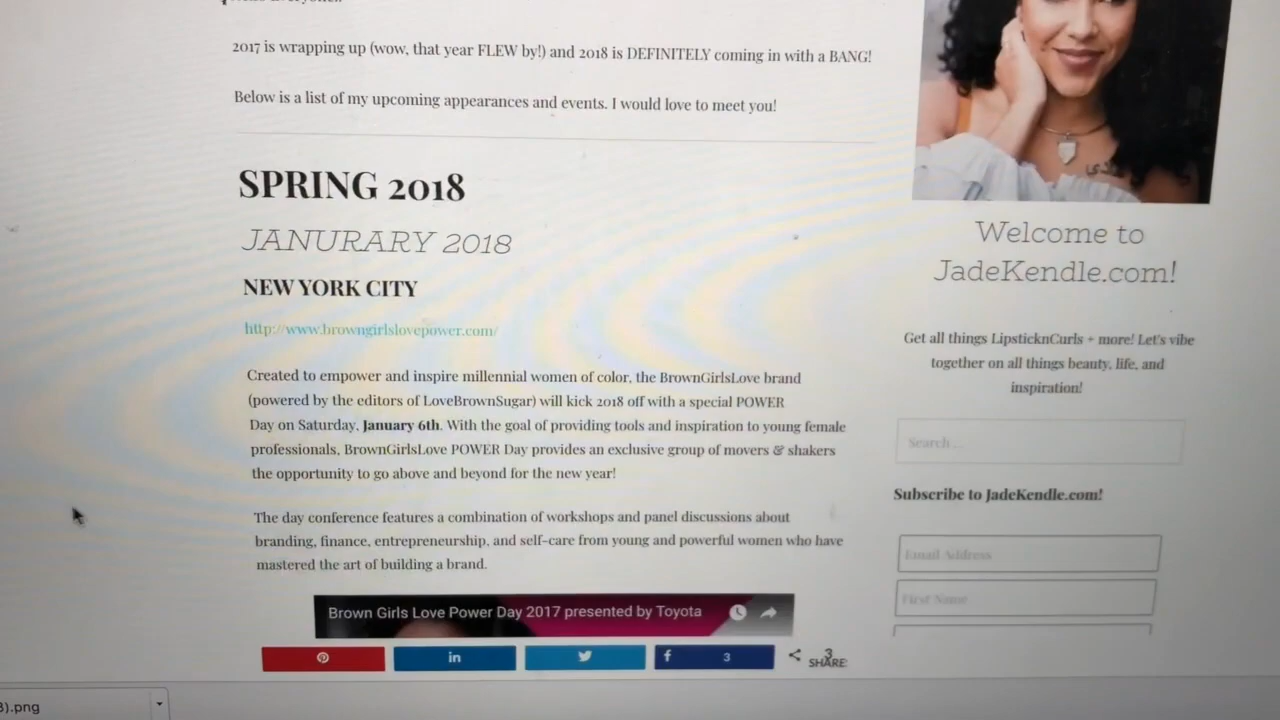 2017 is wrapping up (wow, that year FLEW by!) and 2018 is DEFINITELY coming in with a BANG!
Below is a list of my upcoming appearances and events. I would love to meet you!
SPRING 2018
JANURARY 2018
NEW YORK CITY
http://www.browngirlslovepower.com/
Created to empower and inspire millennial women of color, the BrownGirlsLove brand
(powered by the editors of LoveBrownSugar) will kick 2018 off with a special POWER
Day on Saturday, January 6th. With the goal of providing tools and inspiration to young female
professionals, BrownGirlsLove POWER Day provides an exclusive group of movers & shakers
the opportunity to go above and beyond for the new year!
The day conference features a combination of workshops and panel discussions about
branding, finance, entrepreneurship, and self-care from young and powerful women who have
mastered the art of building a brand.
Brown Girls Love Power Day 2017 presented by Toyota
in
f 3
3
SHARE
Welcome to
JadeKendle.com!
Get all things LipsticknCurls + more! Let's vibe
together on all things beauty, life, and
inspiration!
Search ...
Subscribe to JadeKendle.com!
Email Address
First Name
3).png